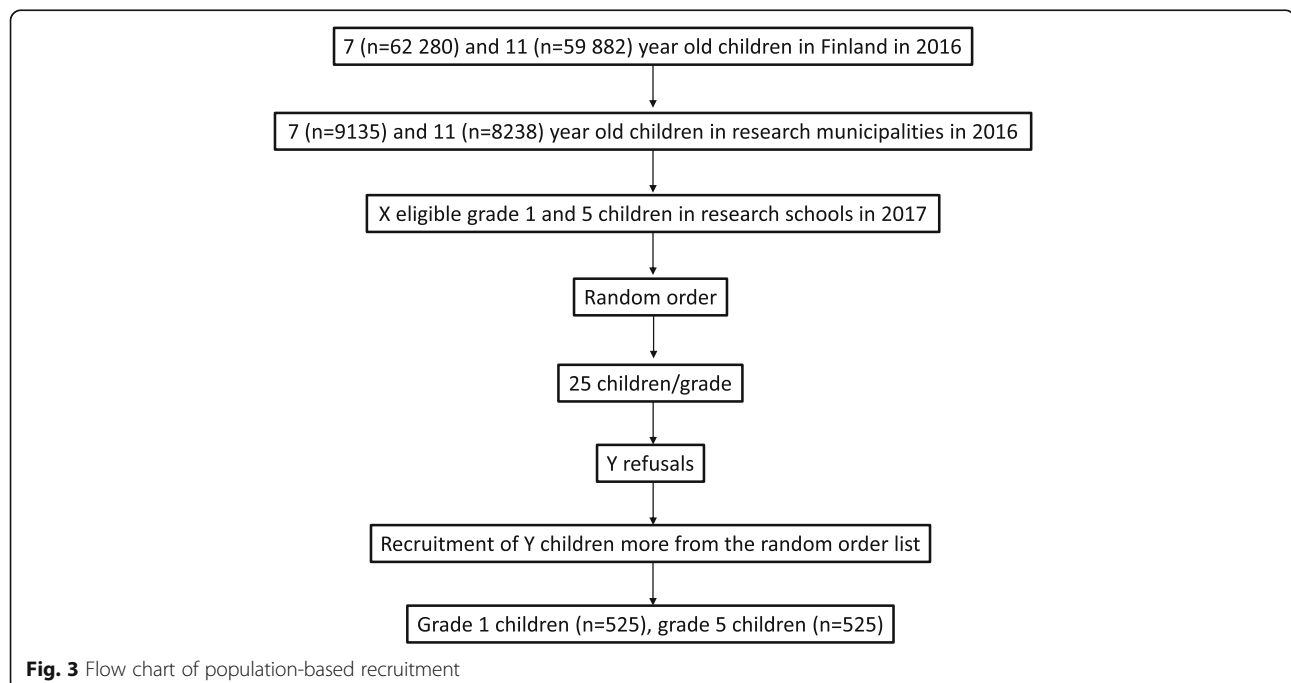 7 (n=62 280) and 11 (n=59 882) year old children in Finland in 2016
7 (n=9135) and 11 (n=8238) year old children in research municipalities in 2016
X eligible grade 1 and 5 children in research schools in 2017
Random order
25 children/grade
Y refusals
Recruitment of Y children more from the random order list
Grade 1 children (n=525), grade 5 children (n=525)
Fig. 3 Flow chart of population-based recruitment